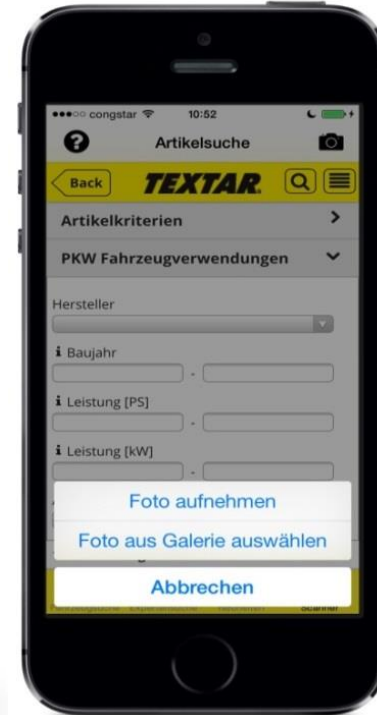 congstar 10:52
? Artikelsuche
Back TEXTAR
Artikelkriterien
PKW Fahrzeugverwendungen
Hersteller
i Baujahr
-
i Leistung [PS]
-
i Leistung [kW]
-
Foto aufnehmen
Foto aus Galerie auswählen
Abbrechen
Scanner